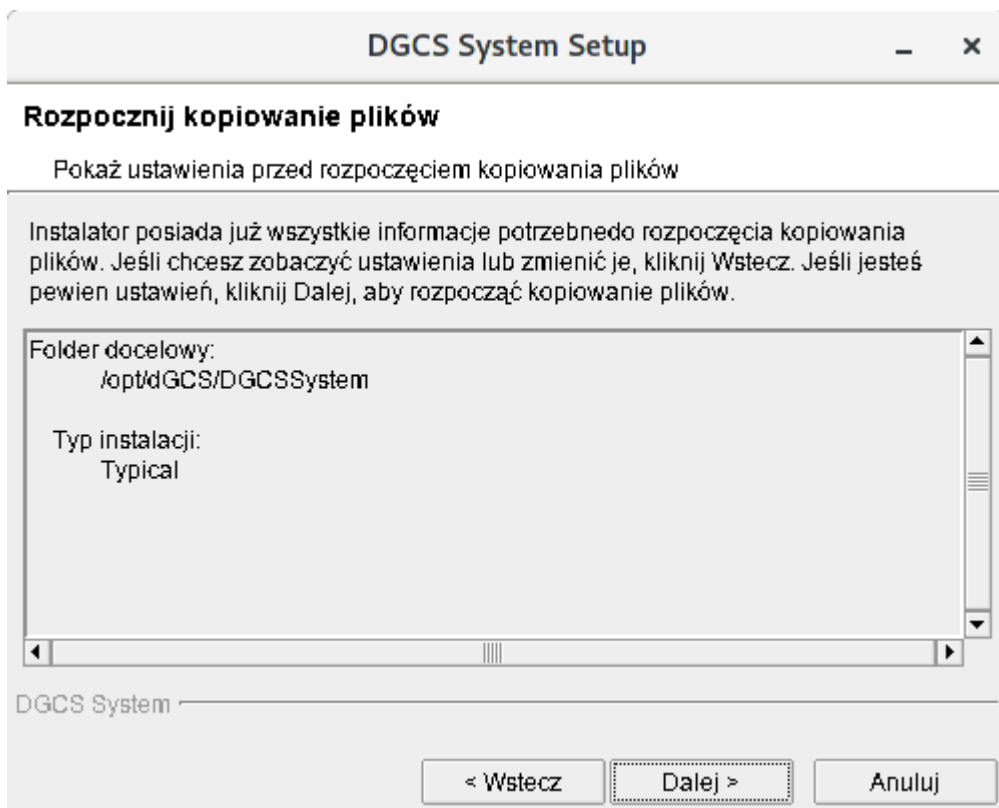 DGCS System Setup
Rozpocznij kopiowanie plików
Pokaż ustawienia przed rozpoczęciem kopiowania plików
Instalator posiada już wszystkie informacje potrzebnedo rozpoczęcia kopiowania
plików. Jeśli chcesz zobaczyć ustawienia lub zmienić je, kliknij Wstecz. Jeśli jesteś
pewien ustawień, kliknij Dalej, aby rozpocząć kopiowanie plików.
Folder docelowy:
/opt/dGCS/DGCSSystem
Typ instalacji:
Typical
DGCS System
< Wstecz
Dalej >
Anuluj